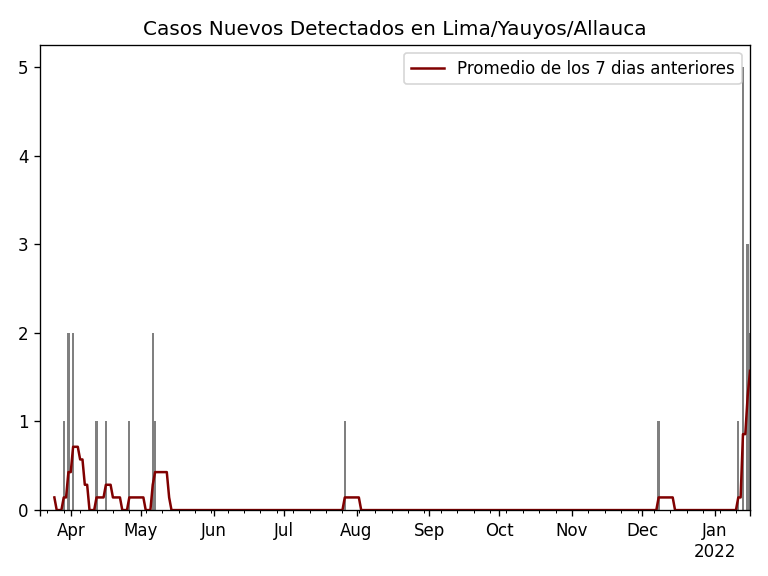 Casos Nuevos Detectados en Lima/Yauyos/Allauca
Promedio de los 7 dias anteriores
5
4
3
2
1
0
Apr May Jun Jul Aug Sep Oct Nov Dec Jan
2022